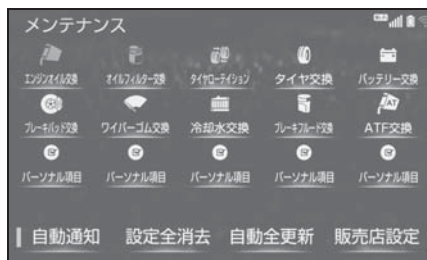 メンテナンス
エンジンオイル交換 オイルフィルター交換 タイヤローテイション タイヤ交換 バッテリー交換
ブレーキパッド交換 ワイパーゴム交換 冷却水交換 ブレーキフルード交換 ATF交換
パーソナル項目 パーソナル項目 パーソナル項目 パーソナル項目 パーソナル項目
自動通知 設定全消去 自動全更新 販売店設定